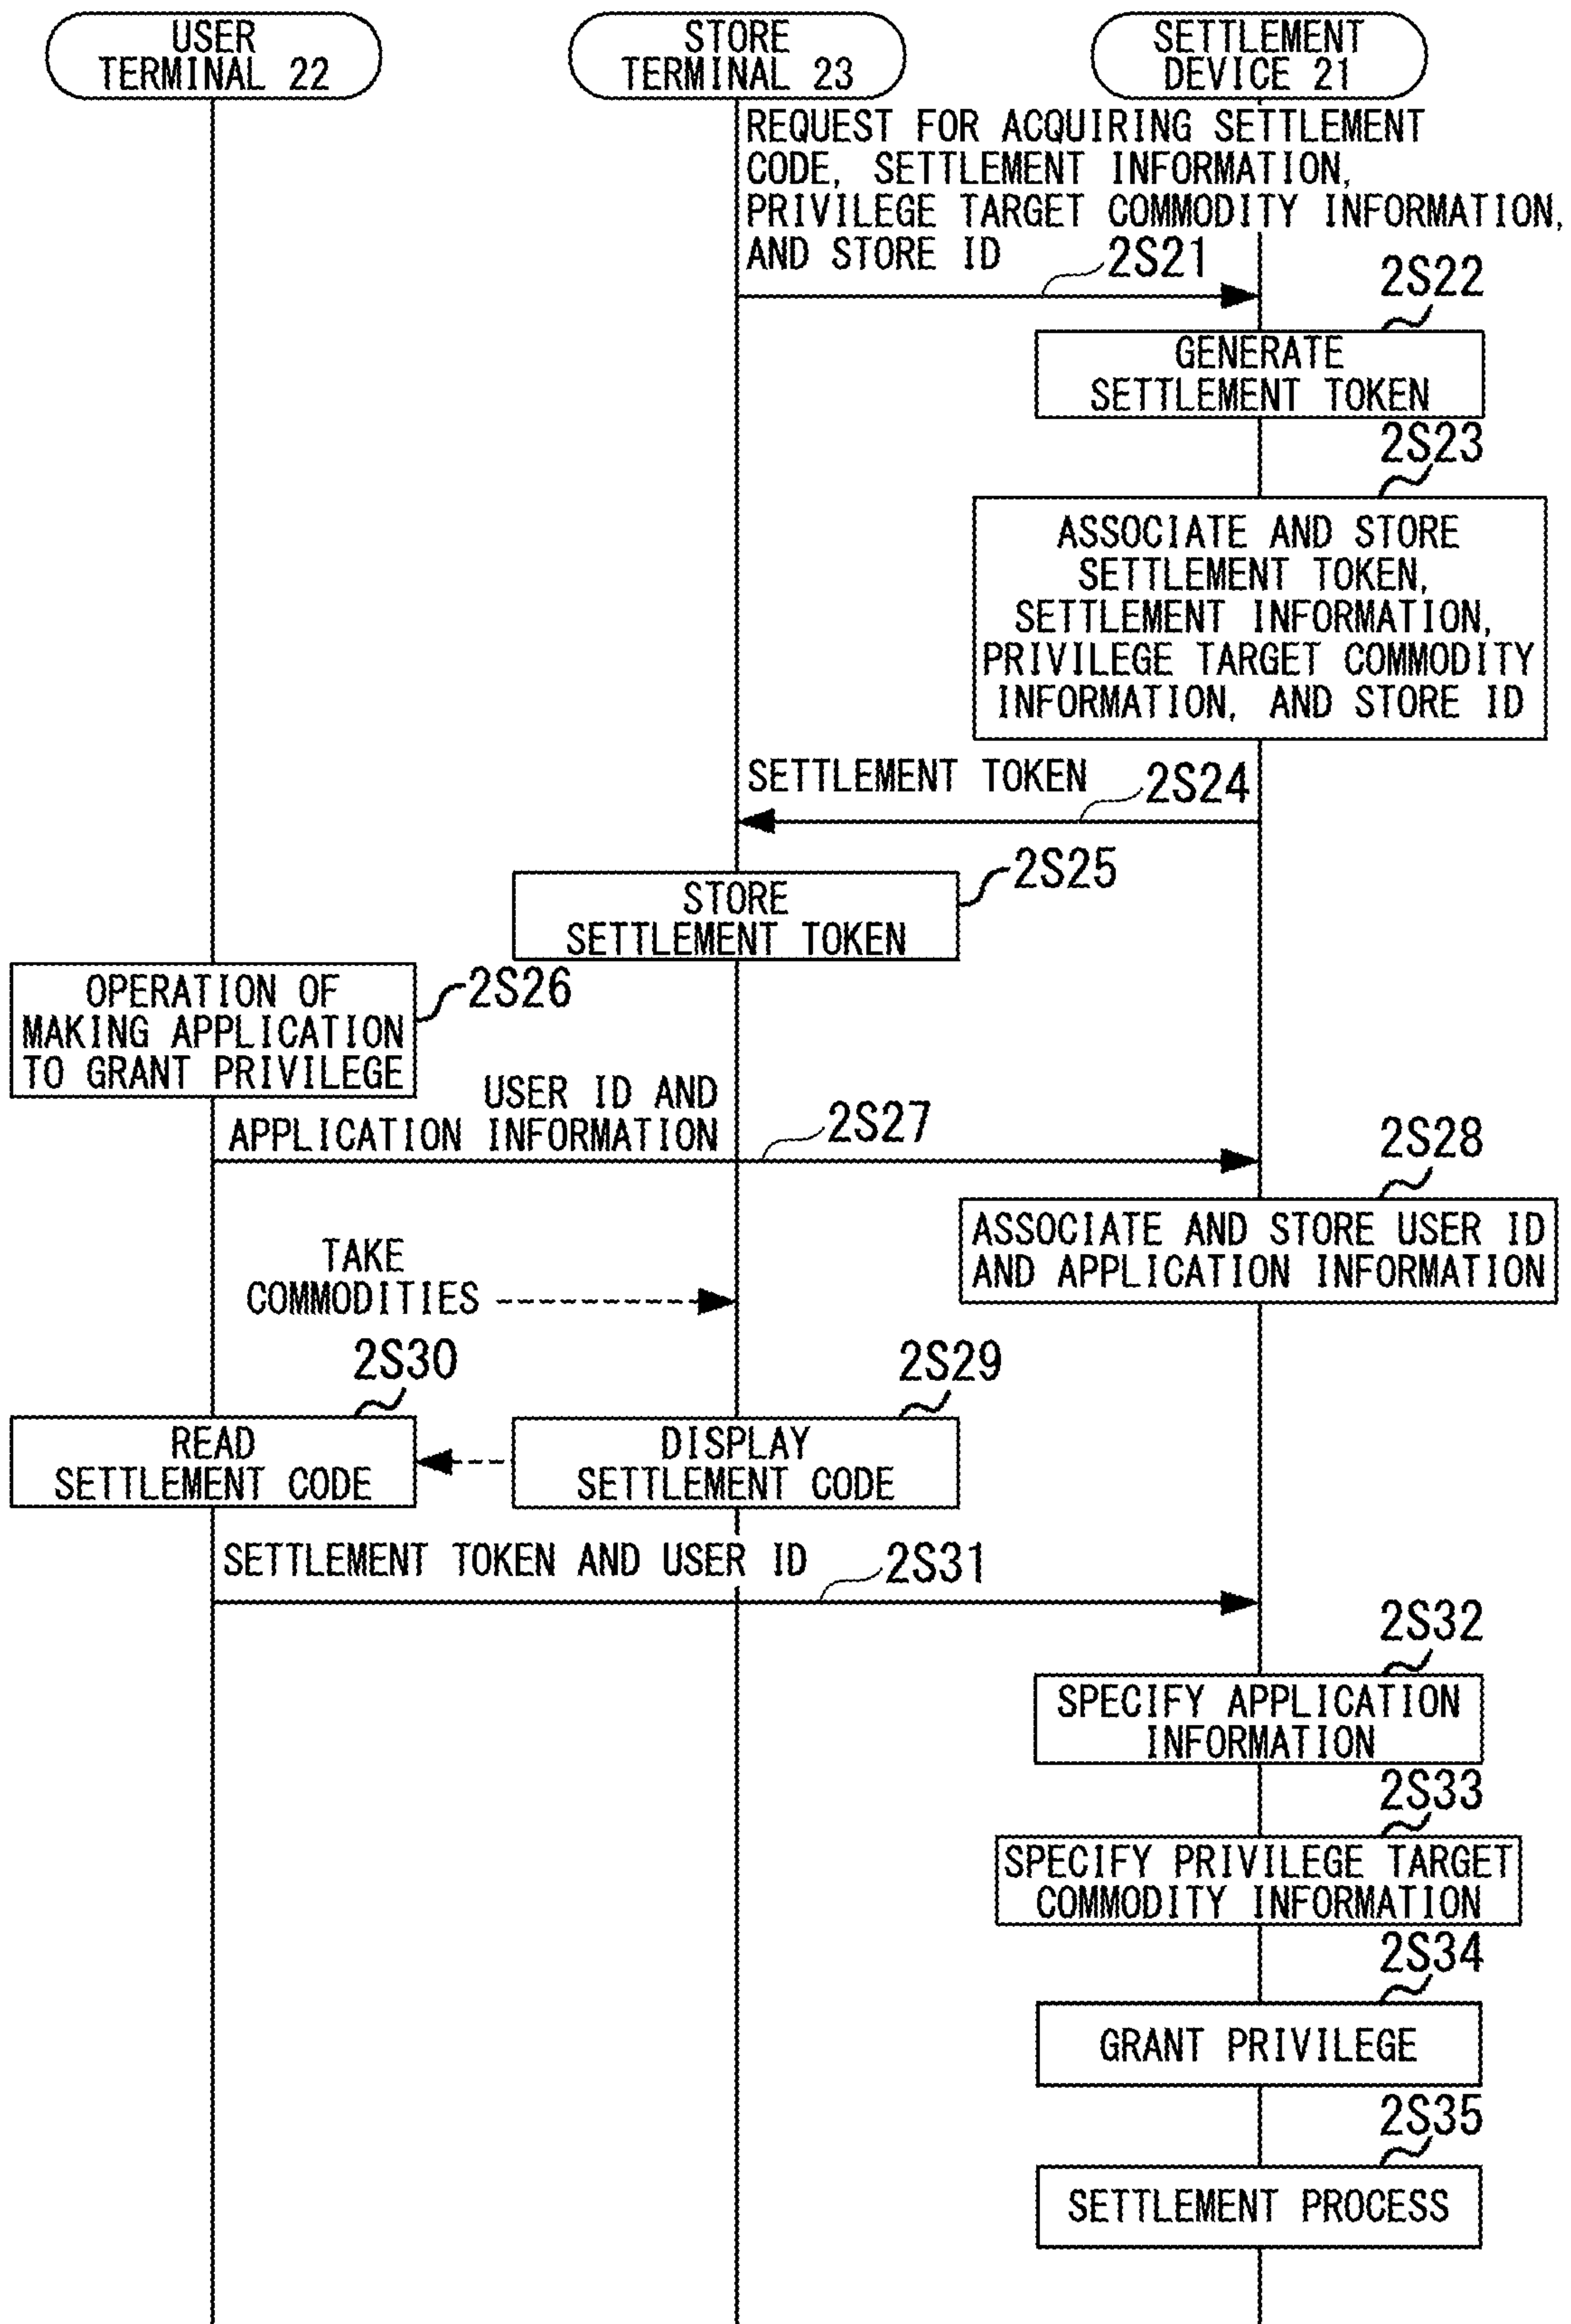 USER
TERMINAL 22
STORE
TERMINAL 23
SETTLEMENT
DEVICE 21
REQUEST FOR ACQUIRING SETTLEMENT
CODE, SETTLEMENT INFORMATION,
PRIVILEGE TARGET COMMODITY INFORMATION,
AND STORE ID
2S21
2S22
GENERATE
SETTLEMENT TOKEN
2S23
ASSOCIATE AND STORE
SETTLEMENT TOKEN,
SETTLEMENT INFORMATION,
PRIVILEGE TARGET COMMODITY
INFORMATION, AND STORE ID
SETTLEMENT TOKEN
2S24
2S25
STORE
SETTLEMENT TOKEN
2S26
OPERATION OF
MAKING APPLICATION
TO GRANT PRIVILEGE
USER ID AND
APPLICATION INFORMATION
2S27
2S28
ASSOCIATE AND STORE USER ID
AND APPLICATION INFORMATION
TAKE
COMMODITIES
2S30
READ
SETTLEMENT CODE
2S29
DISPLAY
SETTLEMENT CODE
SETTLEMENT TOKEN AND USER ID
2S31
2S32
SPECIFY APPLICATION
INFORMATION
2S33
SPECIFY PRIVILEGE TARGET
COMMODITY INFORMATION
2S34
GRANT PRIVILEGE
2S35
SETTLEMENT PROCESS